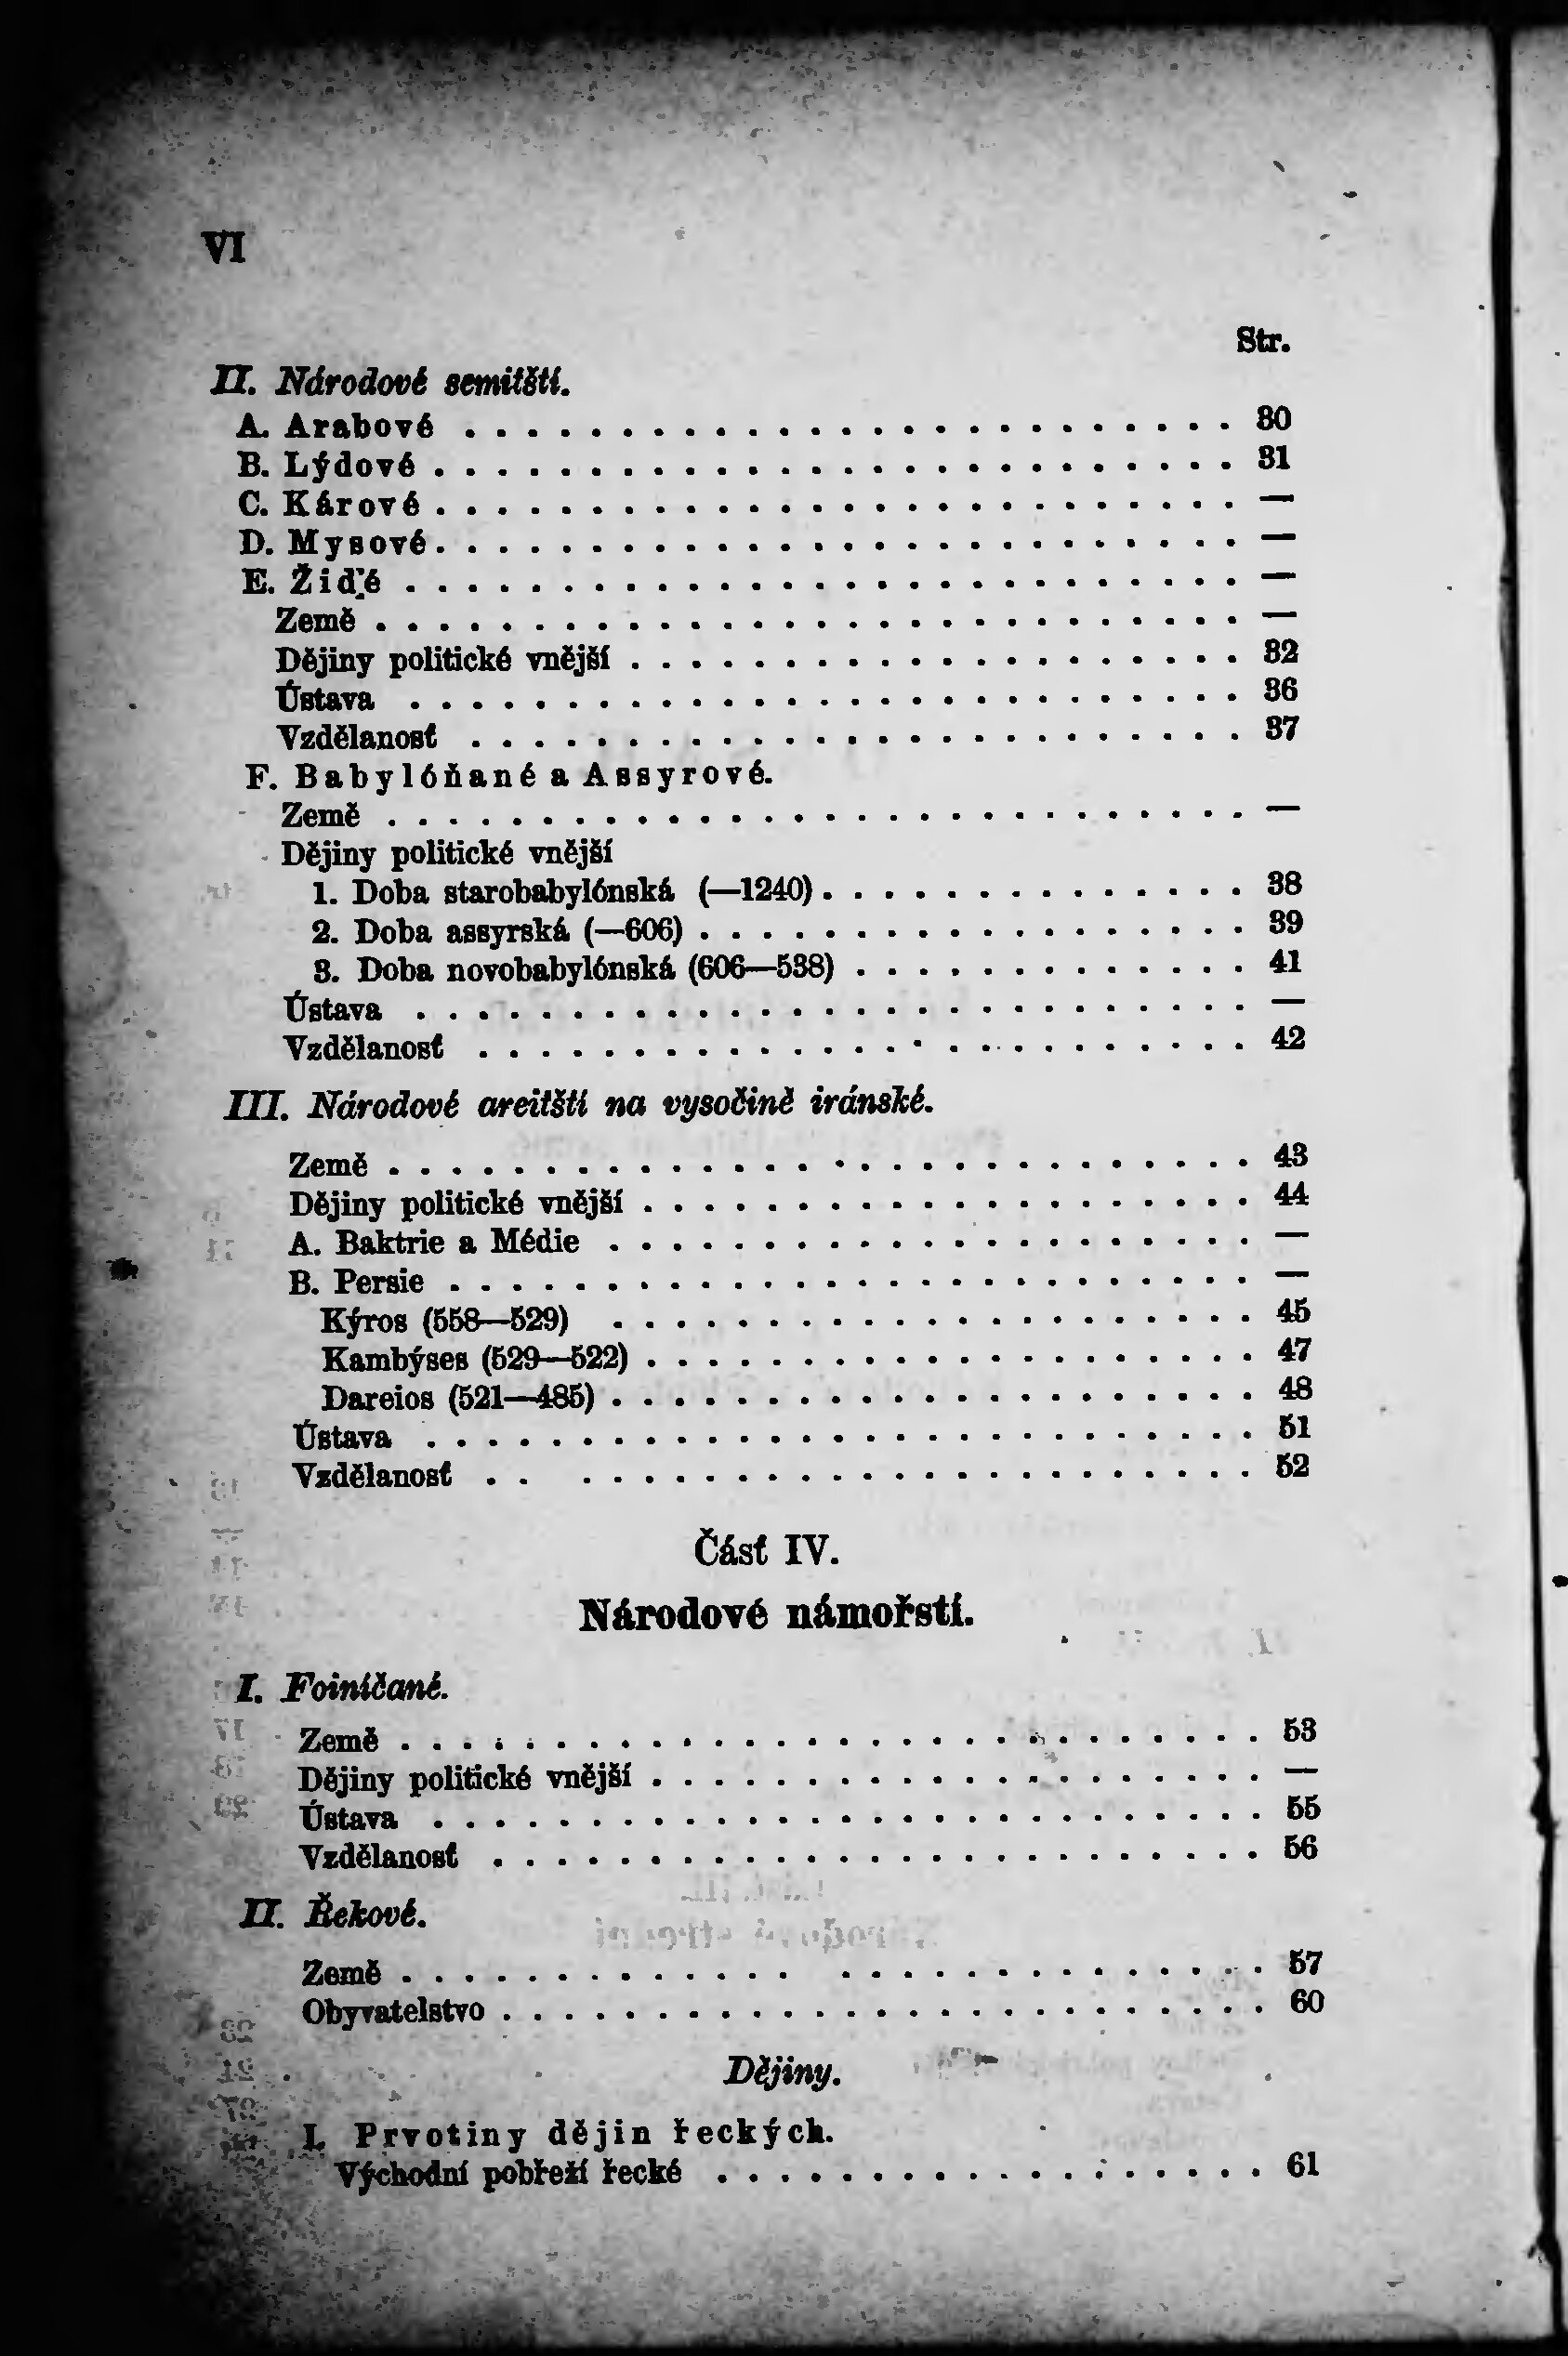 VI
Str.
II. Národové semitští.
A. Arabové . . . . . . . . . . . . . . . . . . . . . . . . . 30
B. Lýdové . . . . . . . . . . . . . . . . . . . . . . . . . . 31
C. Kárové . . . . . . . . . . . . . . . . . . . . . . . . . . —
D. Mysové . . . . . . . . . . . . . . . . . . . . . . . . . . —
E. Židé . . . . . . . . . . . . . . . . . . . . . . . . . . . —
Země . . . . . . . . . . . . . . . . . . . . . . . . . . . . —
Dějiny politické vnější . . . . . . . . . . . . . . . . . . . . 32
Ústava . . . . . . . . . . . . . . . . . . . . . . . . . . . 36
Vzdělanosť . . . . . . . . . . . . . . . . . . . . . . . . . 37
F. Babylóňané a Assyrové.
Země . . . . . . . . . . . . . . . . . . . . . . . . . . . . —
Dějiny politické vnější
1. Doba starobabylónská (—1240) . . . . . . . . . . . . . . 38
2. Doba assyrská (—606) . . . . . . . . . . . . . . . . . . 39
3. Doba novobabylónská (606—538) . . . . . . . . . . . . . 41
Ústava . . . . . . . . . . . . . . . . . . . . . . . . . . . —
Vzdělanosť . . . . . . . . . . . . . . . . . . . . . . . . . 42
III. Národové areitští na vysočině iránské.
Země . . . . . . . . . . . . . . . . . . . . . . . . . . . . 43
Dějiny politické vnější . . . . . . . . . . . . . . . . . . . . 44
A. Baktrie a Médie . . . . . . . . . . . . . . . . . . . . . —
B. Persie . . . . . . . . . . . . . . . . . . . . . . . . . . —
Kýros (558—529) . . . . . . . . . . . . . . . . . . . . . 45
Kambýses (529—522) . . . . . . . . . . . . . . . . . . . . 47
Dareios (521—485) . . . . . . . . . . . . . . . . . . . . . 48
Ústava . . . . . . . . . . . . . . . . . . . . . . . . . . . 51
Vzdělanosť . . . . . . . . . . . . . . . . . . . . . . . . 52
Část IV.
Národové námořstí.
I. Foiničané.
Země . . . . . . . . . . . . . . . . . . . . . . . . . . . . 53
Dějiny politické vnější . . . . . . . . . . . . . . . . . . . . —
Ústava . . . . . . . . . . . . . . . . . . . . . . . . . . . 55
Vzdělanosť . . . . . . . . . . . . . . . . . . . . . . . . . 56
II. Řekové.
Země . . . . . . . . . . . . . . . . . . . . . . . . . . . 57
Obyvatelstvo . . . . . . . . . . . . . . . . . . . . . . . . . 60
Dějiny.
I. Prvotiny dějin řeckých.
Východní pobřeží řecké . . . . . . . . . . . . . . . . . . 61